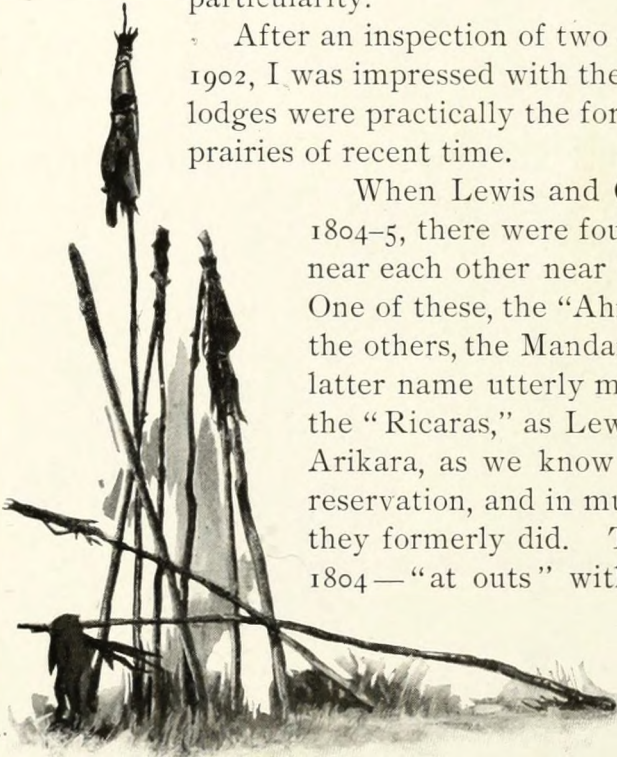 particularity.
After an inspection of two
1902, I was impressed with the
lodges were practically the for
prairies of recent time.
When Lewis and
1804–5, there were fou
near each other near
One of these, the “Ah
the others, the Manda
latter name utterly m
the “Ricaras,” as Lew
Arikara, as we know
reservation, and in mu
they formerly did.
1804—“at outs” with